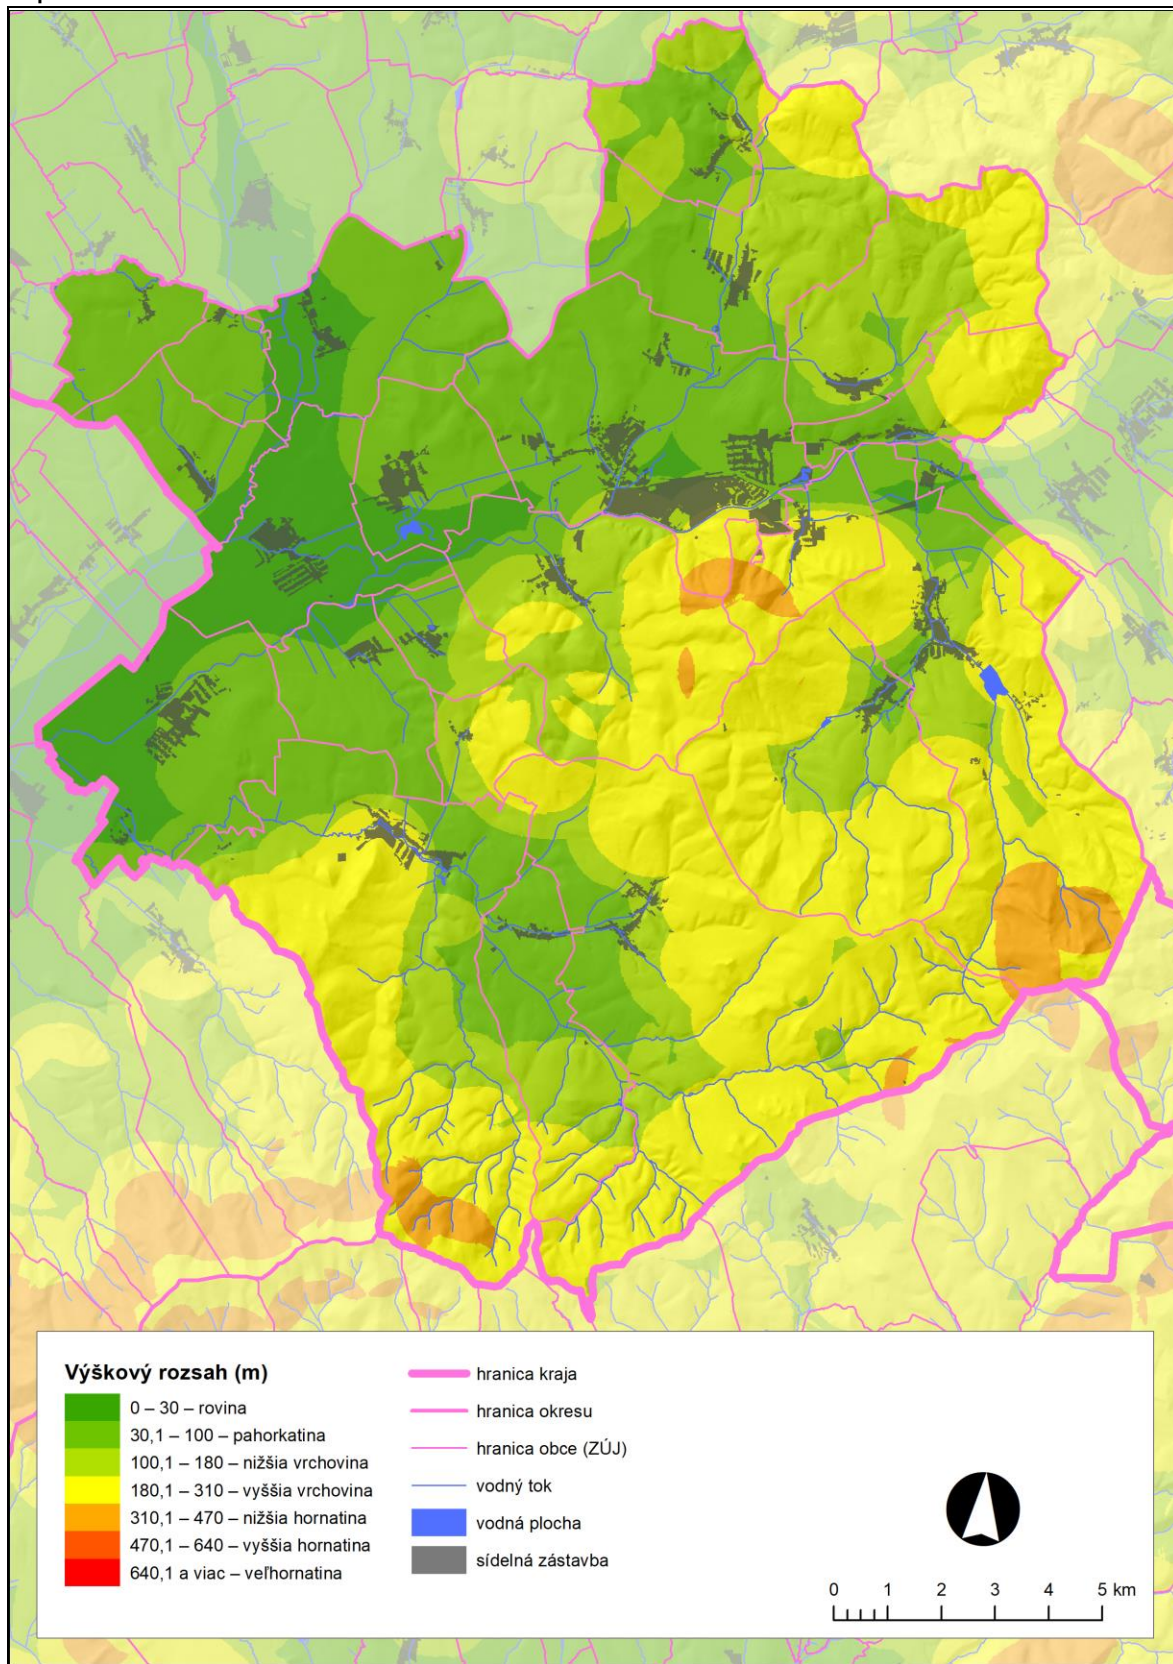 Výškový rozsah (m)
0 – 30 – rovina
30,1 – 100 – pahorkatina
100,1 – 180 – nižšia vrchovina
180,1 – 310 – vyššia vrchovina
310,1 – 470 – nižšia hornatina
470,1 – 640 – vyššia hornatina
640,1 a viac – veľhornatina
hranica kraja
hranica okresu
hranica obce (ZÚJ)
vodný tok
vodná plocha
sídelná zástavba
0 1 2 3 4 5 km